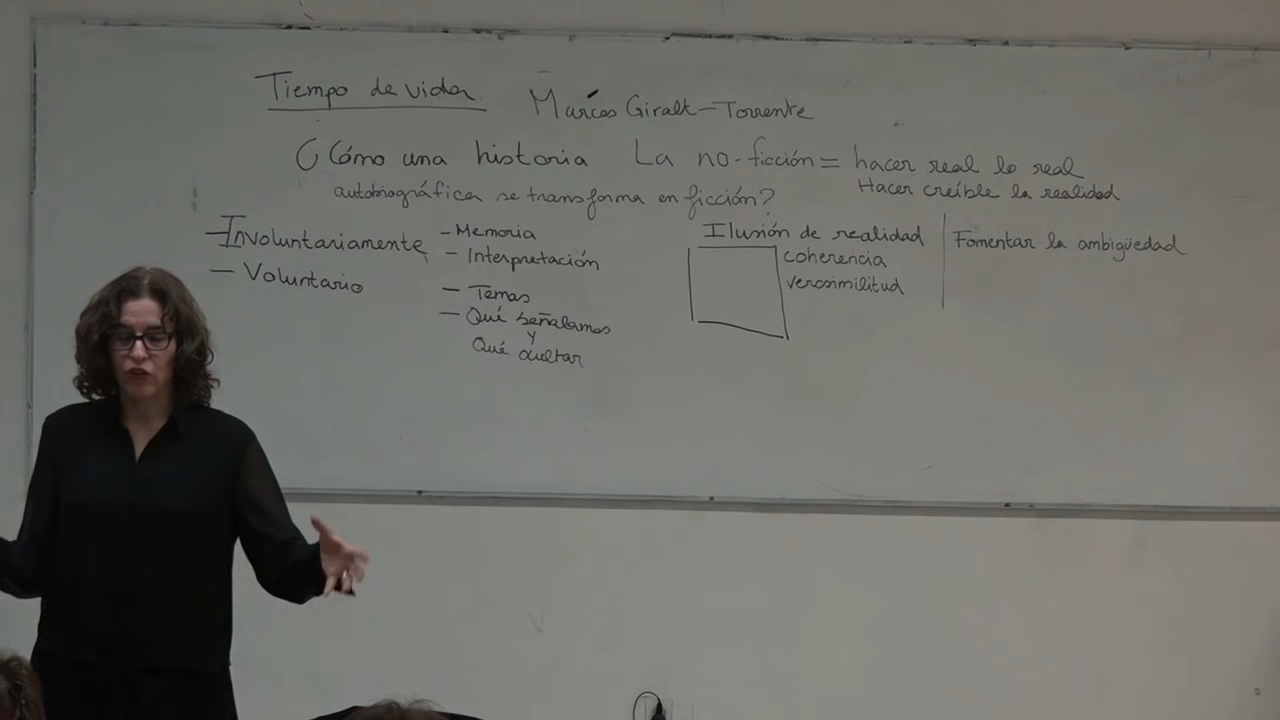 Tiempo de vida Marcos Giralt-Torrente
¿Cómo una historia
autobiográfica se transforma en ficción?
La no-ficción = hacer real lo real
Hacer creíble la realidad
-Involuntariamente
- Voluntario
- Memoria
- Interpretación
- Temas
- Qué señalamos
y
Qué ocultar
Ilusión de realidad
coherencia
verosimilitud
Fomentar la ambigüedad